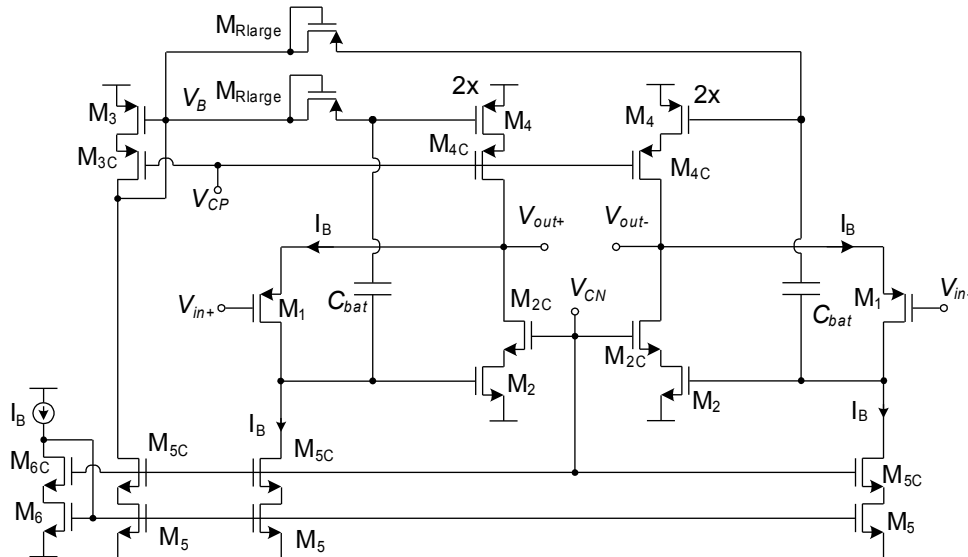 M_Rlarge
M_3
V_B
M_Rlarge
2x
M_4
2x
M_4
M_3C
M_4C
M_4C
V_CP
I_B
V_out+
V_out-
I_B
V_in+
M_1
C_bat
M_2C
V_CN
M_2C
C_bat
M_1
V_in-
M_2
M_2
I_B
I_B
I_B
M_6C
M_5C
M_5C
M_5C
M_6
M_5
M_5
M_5